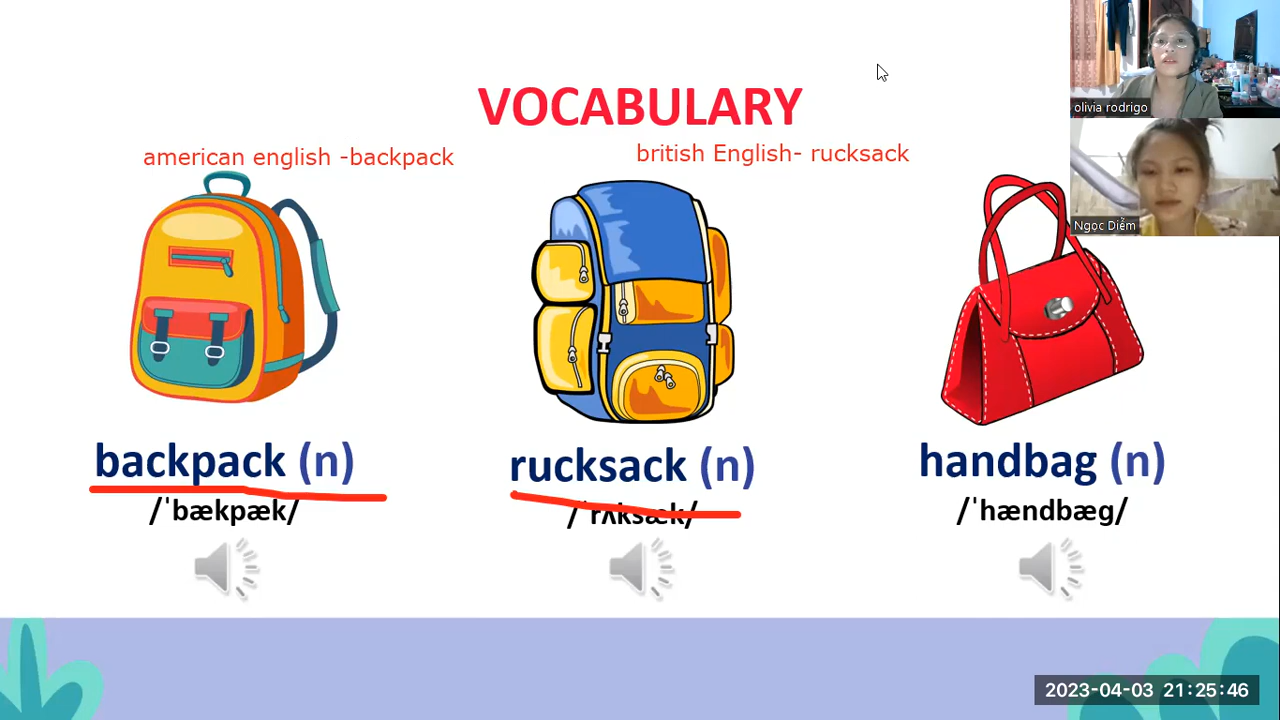 VOCABULARY
american english -backpack
british English- rucksack
olivia rodrigo
Ngọc Diễm
backpack (n)
rucksack (n)
handbag (n)
/ˈbækpæk/
/ˈrʌksæk/
/ˈhændbæg/
2023-04-03 21:25:46